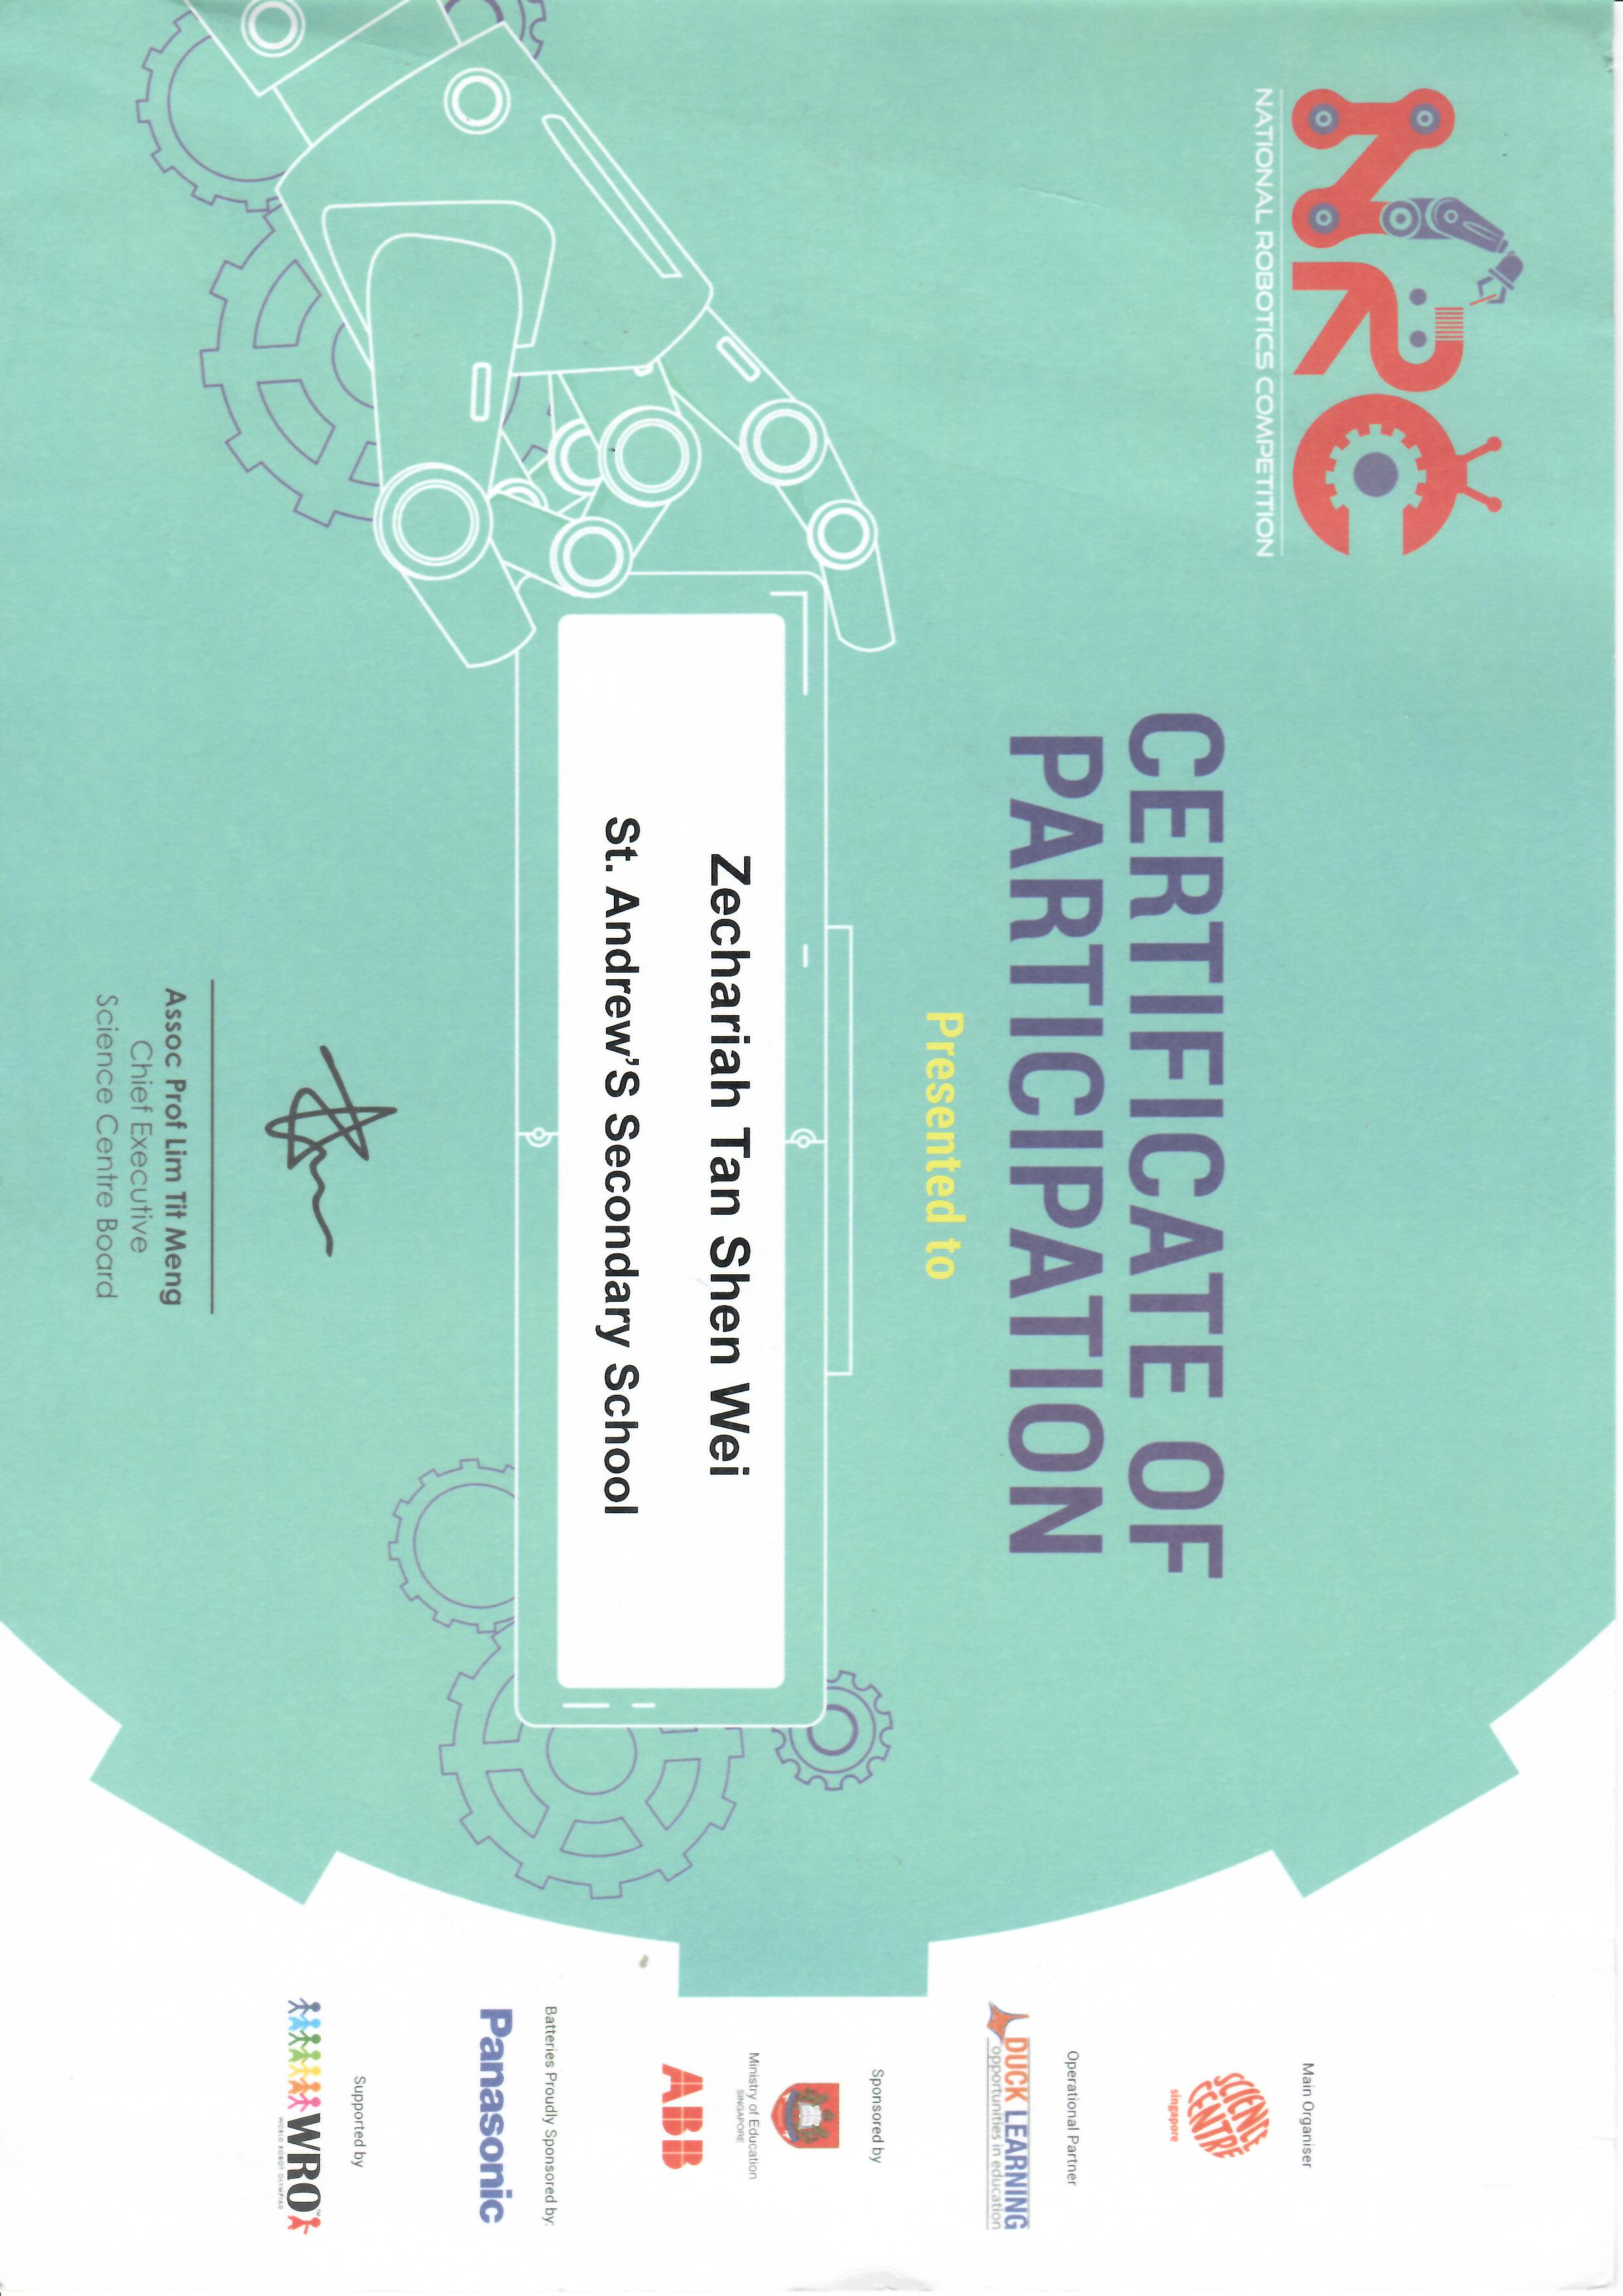 NRC
NATIONAL ROBOTICS COMPETITION
CERTIFICATE OF
PARTICIPATION
Presented to
Zechariah Tan Shen Wei
St. Andrew'S Secondary School
Assoc Prof Lim Tit Meng
Chief Executive
Science Centre Board
Main Organiser
SCIENCE
CENTRE
singapore
Operational Partner
DUCK LEARNING
opportunities in education
Sponsored by
Ministry of Education
SINGAPORE
ABB
Batteries Proudly Sponsored by:
Panasonic
Supported by
WRO™
WORLD ROBOT OLYMPIAD